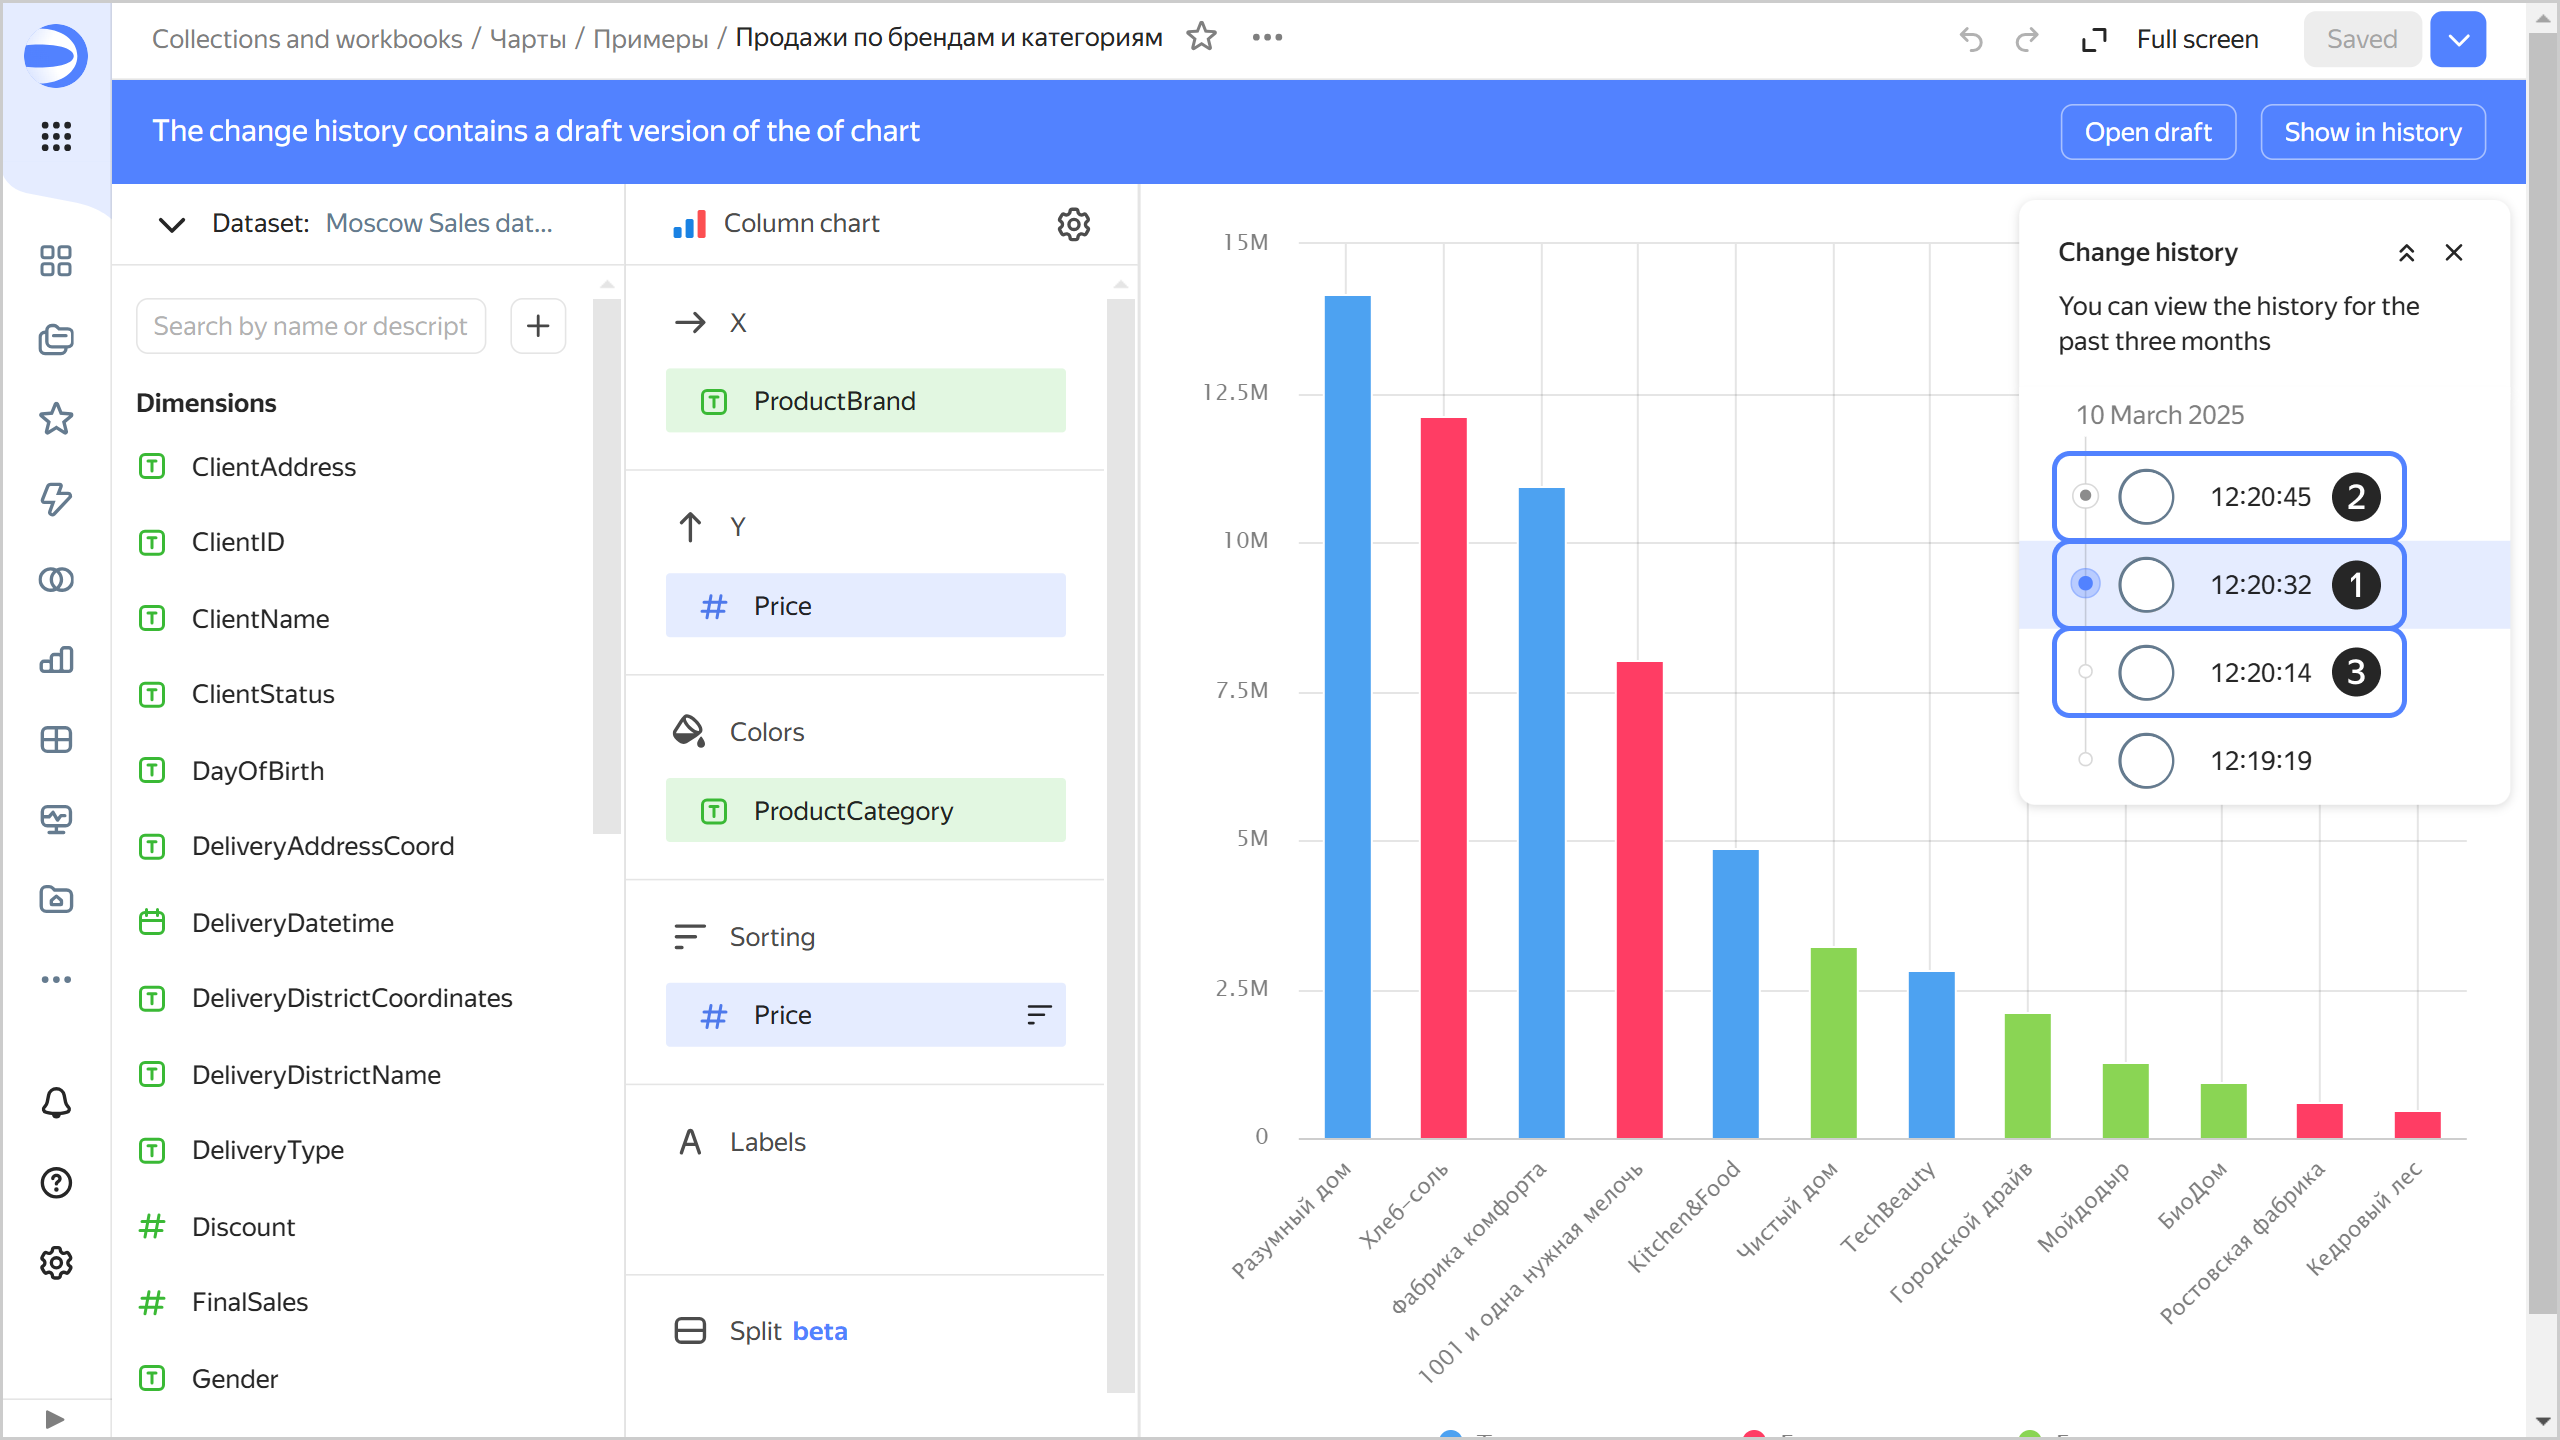 Collections and workbooks / Чарты / Примеры / Продажи по брендам и категориям
Full screen
Saved
The change history contains a draft version of the of chart
Open draft
Show in history
Dataset: Moscow Sales dat...
Search by name or descript
Dimensions
ClientAddress
ClientID
ClientName
ClientStatus
DayOfBirth
DeliveryAddressCoord
DeliveryDatetime
DeliveryDistrictCoordinates
DeliveryDistrictName
DeliveryType
Discount
FinalSales
Gender
Column chart
X
ProductBrand
Y
Price
Colors
ProductCategory
Sorting
Price
Labels
Split beta
15M
12.5M
10M
7.5M
5M
2.5M
0
Разумный дом
Хлеб-соль
Фабрика комфорта
1001 и одна нужная мелочь
Kitchen&Food
Чистый дом
TechBeauty
Городской драйв
Мойдодыр
БиоДом
Ростовская фабрика
Кедровый лес
Change history
You can view the history for the
past three months
10 March 2025
12:20:45 2
12:20:32 1
12:20:14 3
12:19:19